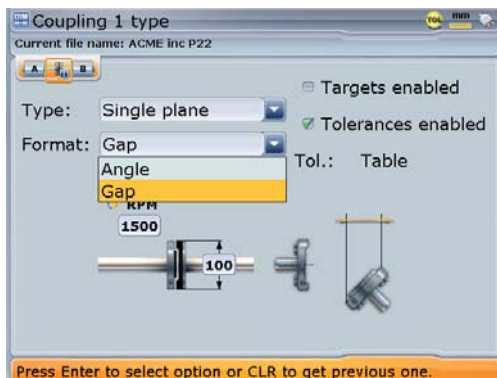 Coupling 1 type
TOL mm
Current file name: ACME inc P22
A B
Targets enabled
Type: Single plane
Tolerances enabled
Format: Gap
Tol.: Table
Angle
Gap
RPM
1500
100
Press Enter to select option or CLR to get previous one.